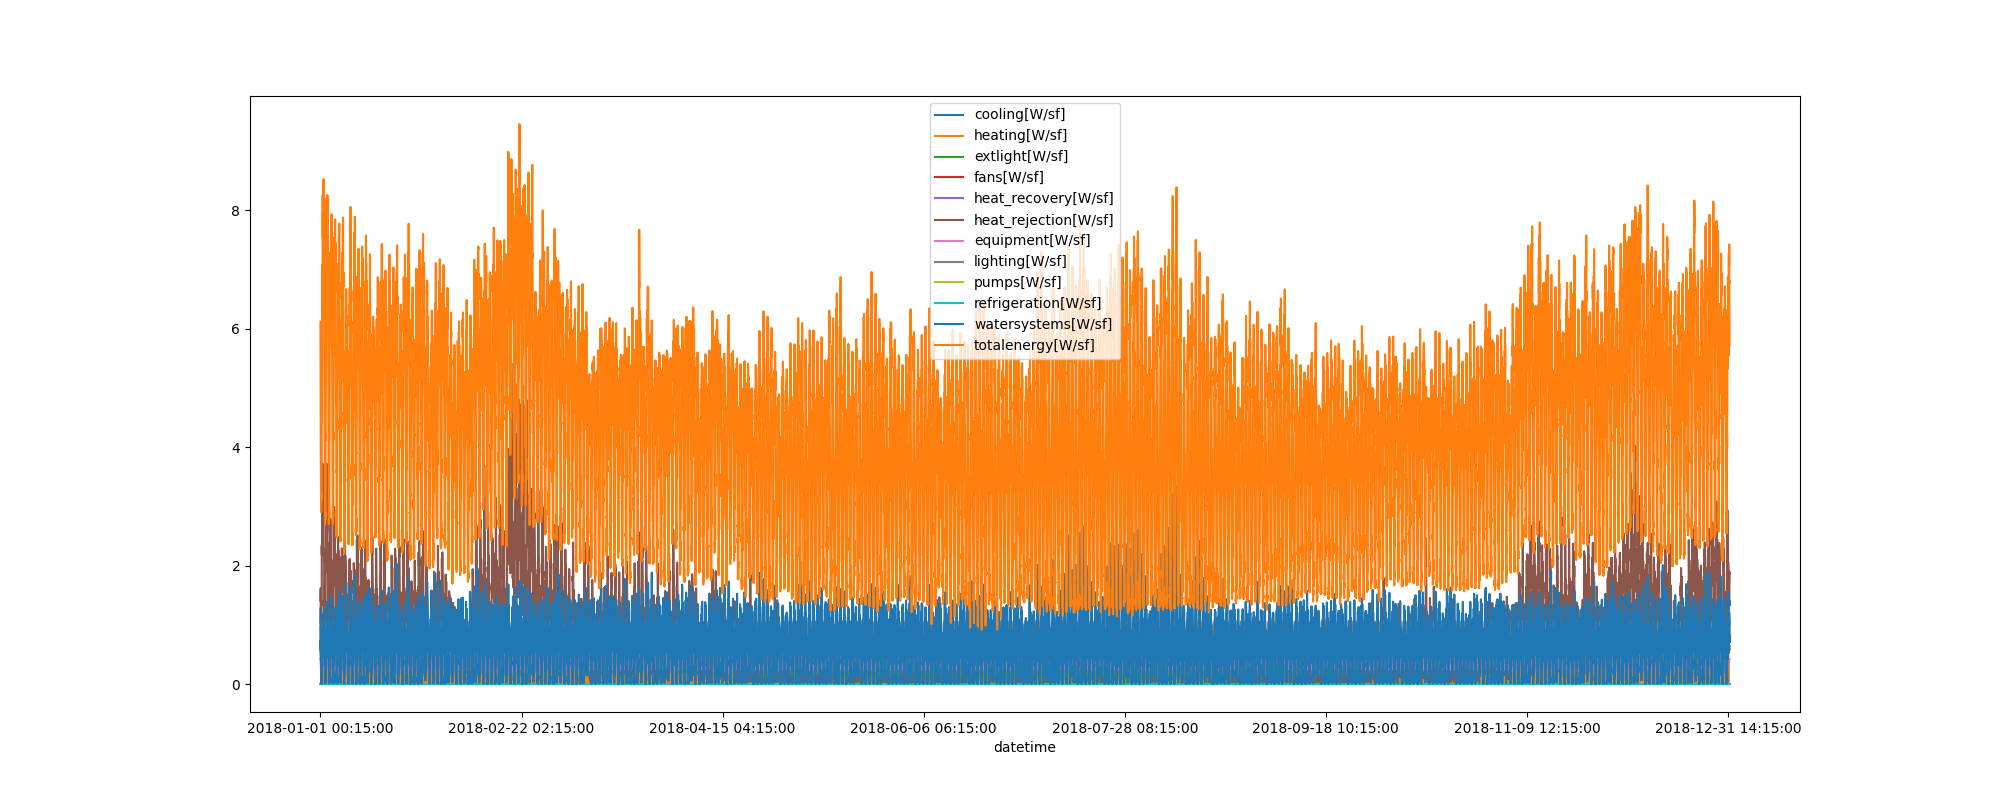 cooling[W/sf]
heating[W/sf]
extlight[W/sf]
fans[W/sf]
heat_recovery[W/sf]
heat_rejection[W/sf]
equipment[W/sf]
lighting[W/sf]
pumps[W/sf]
refrigeration[W/sf]
watersystems[W/sf]
totalenergy[W/sf]
8
6
4
2
0
2018-01-01 00:15:00 2018-02-22 02:15:00 2018-04-15 04:15:00 2018-06-06 06:15:00 2018-07-28 08:15:00 2018-09-18 10:15:00 2018-11-09 12:15:00 2018-12-31 14:15:00
datetime